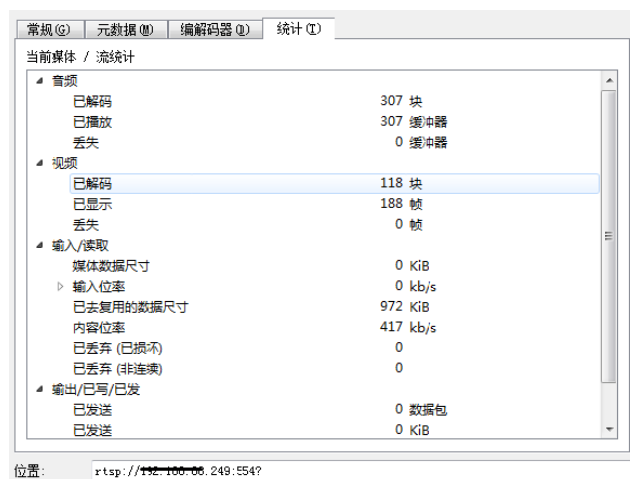 常规(G) 元数据(M) 编解码器(D) 统计(T)
当前媒体 / 流统计
音频
已解码 307 块
已播放 307 缓冲器
丢失 0 缓冲器
视频
已解码 118 块
已显示 188 帧
丢失 0 帧
输入/读取
媒体数据尺寸 0 KiB
输入位率 0 kb/s
已去复用的数据尺寸 972 KiB
内容位率 417 kb/s
已丢弃 (已损坏) 0
已丢弃 (非连续) 0
输出/已写/已发
已发送 0 数据包
已发送 0 KiB
位置: rtsp://.249:554?